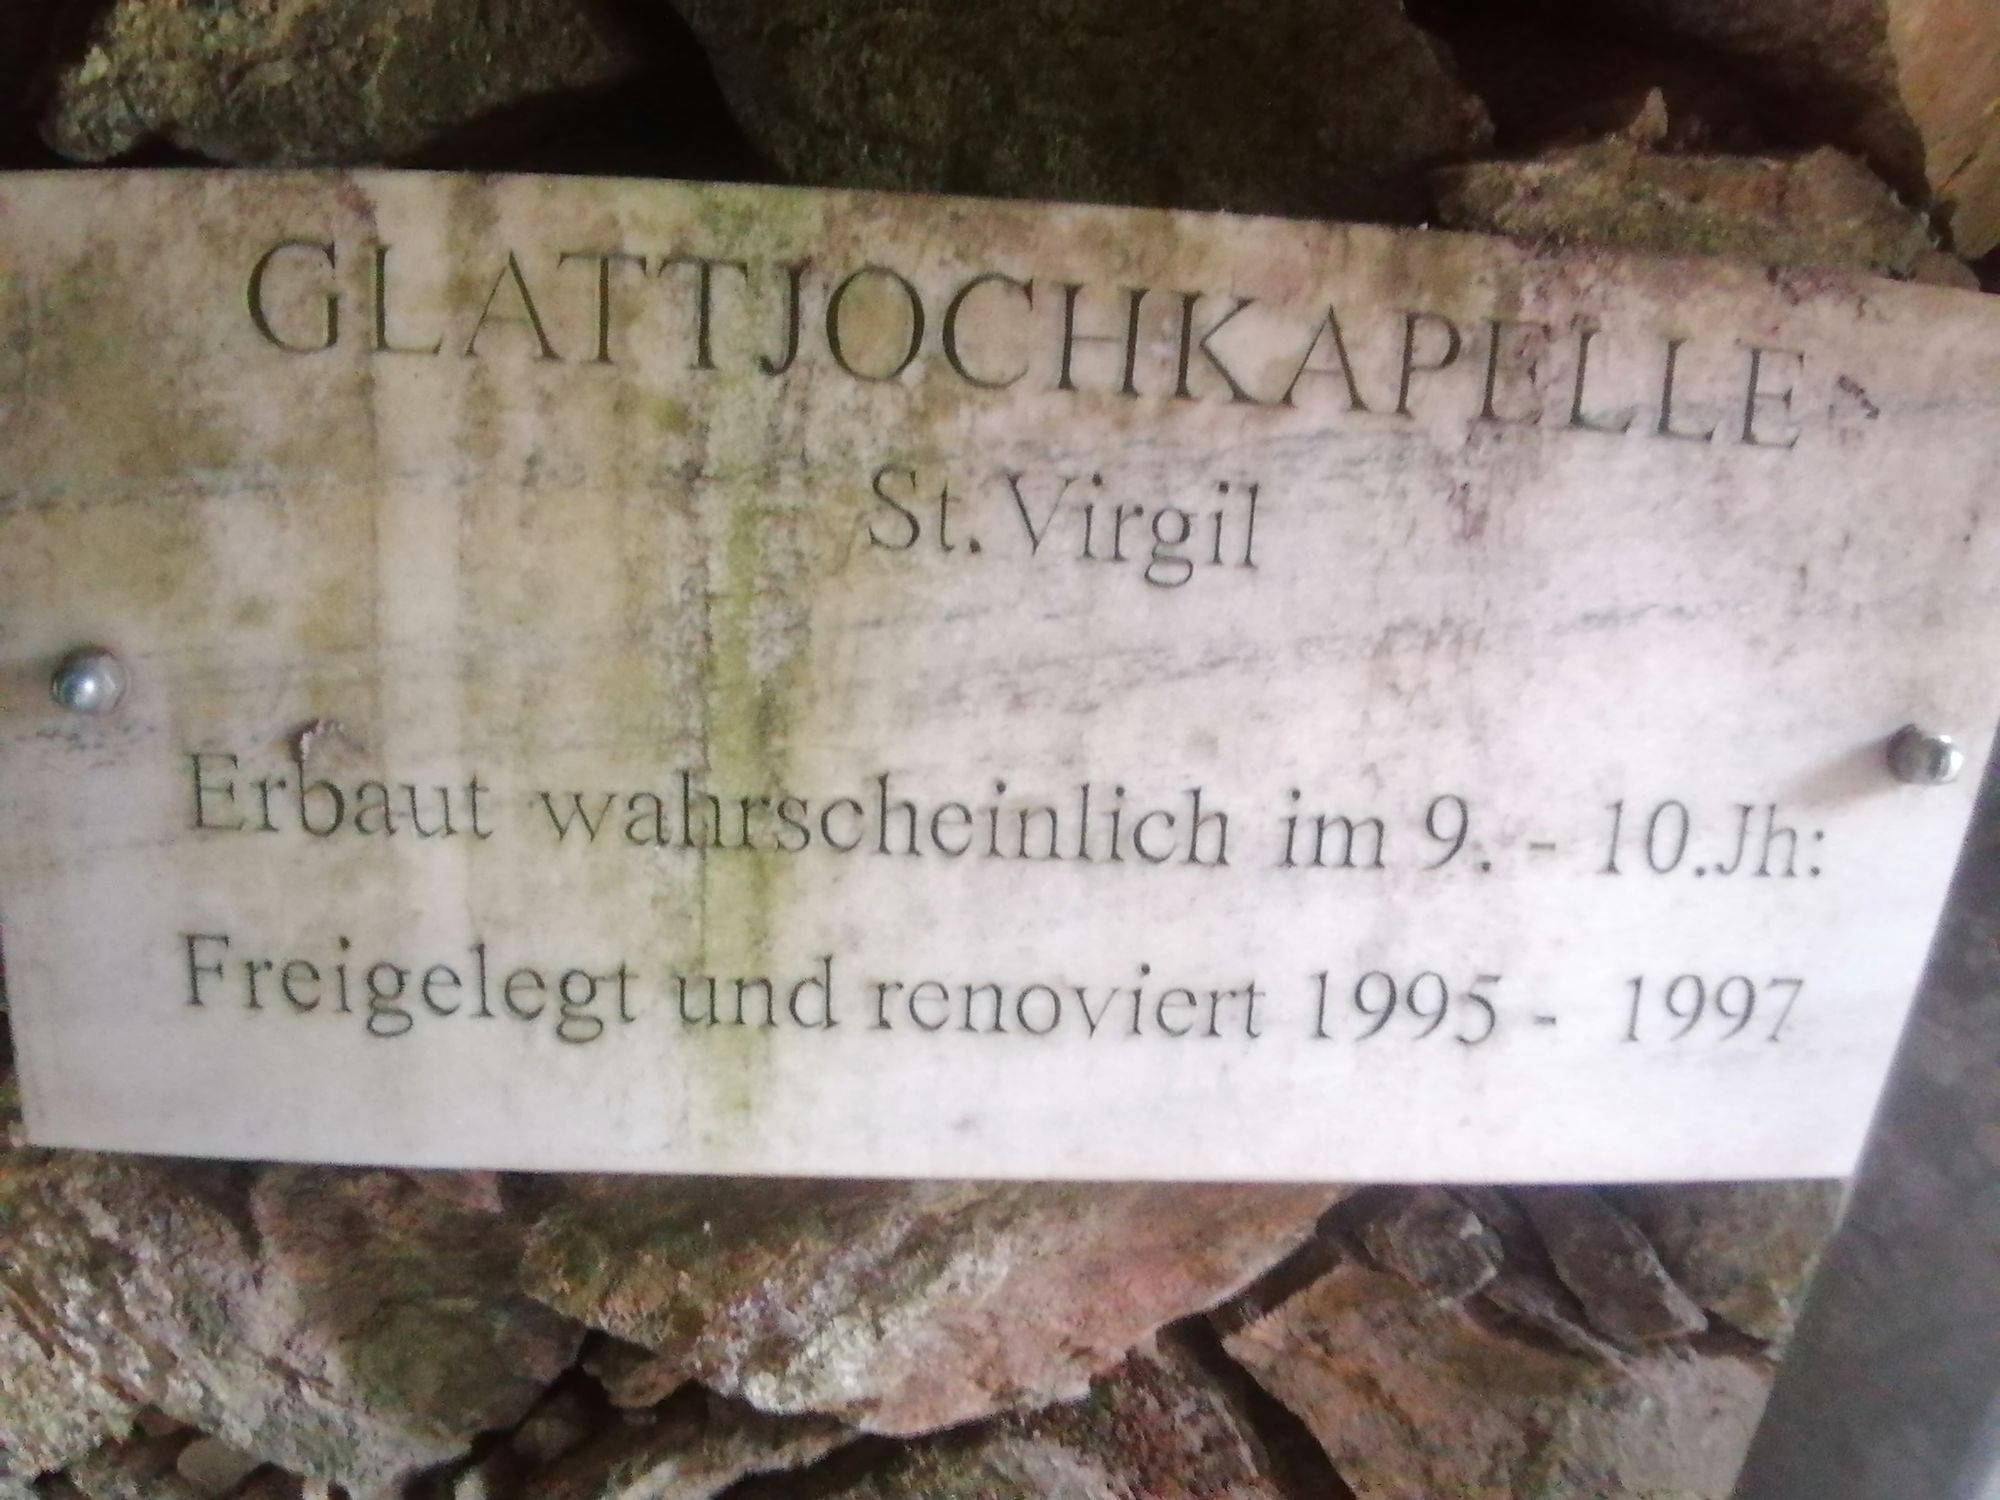 GLATTJOCHKAPELLE
St. Virgil
Erbaut wahrscheinlich im 9. - 10. Jh:
Freigelegt und renoviert 1995 - 1997